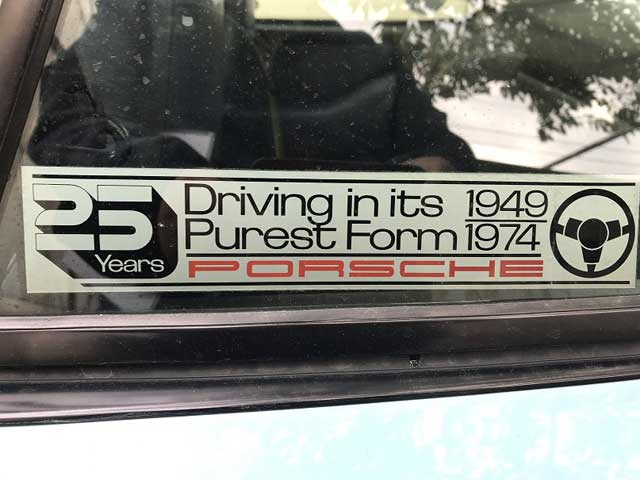 25
Years
Driving in its
Purest Form
1949
1974
PORSCHE